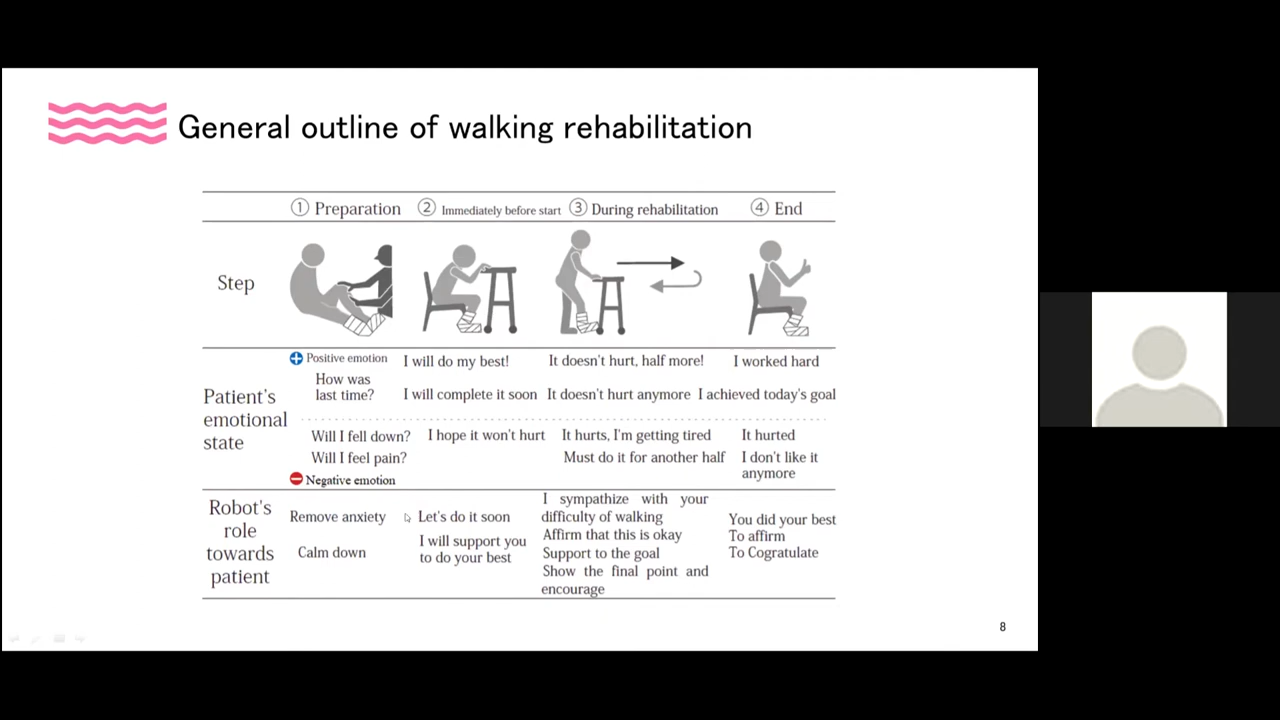 General outline of walking rehabilitation
① Preparation
② Immediately before start
③ During rehabilitation
④ End
Step
Patient's
emotional
state
Positive emotion
How was
last time?
I will do my best!
I will complete it soon
It doesn't hurt, half more!
It doesn't hurt anymore
I worked hard
I achieved today's goal
Will I fell down?
Will I feel pain?
Negative emotion
I hope it won't hurt
It hurts, I'm getting tired
Must do it for another half
It hurted
I don't like it
anymore
Robot's
role
towards
patient
Remove anxiety
Calm down
Let's do it soon
I will support you
to do your best
I sympathize with your
difficulty of walking
Affirm that this is okay
Support to the goal
Show the final point and
encourage
You did your best
To affirm
To Cogratulate
8